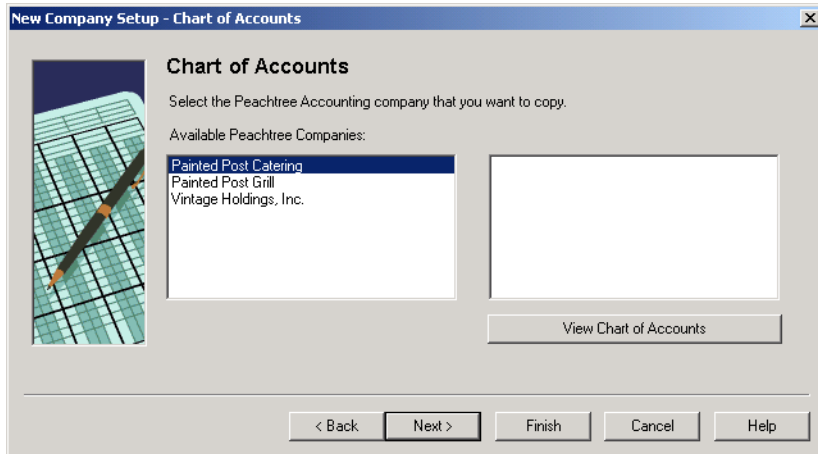 New Company Setup - Chart of Accounts
Chart of Accounts
Select the Peachtree Accounting company that you want to copy.
Available Peachtree Companies:
Painted Post Catering
Painted Post Grill
Vintage Holdings, Inc.
View Chart of Accounts
< Back Next > Finish Cancel Help